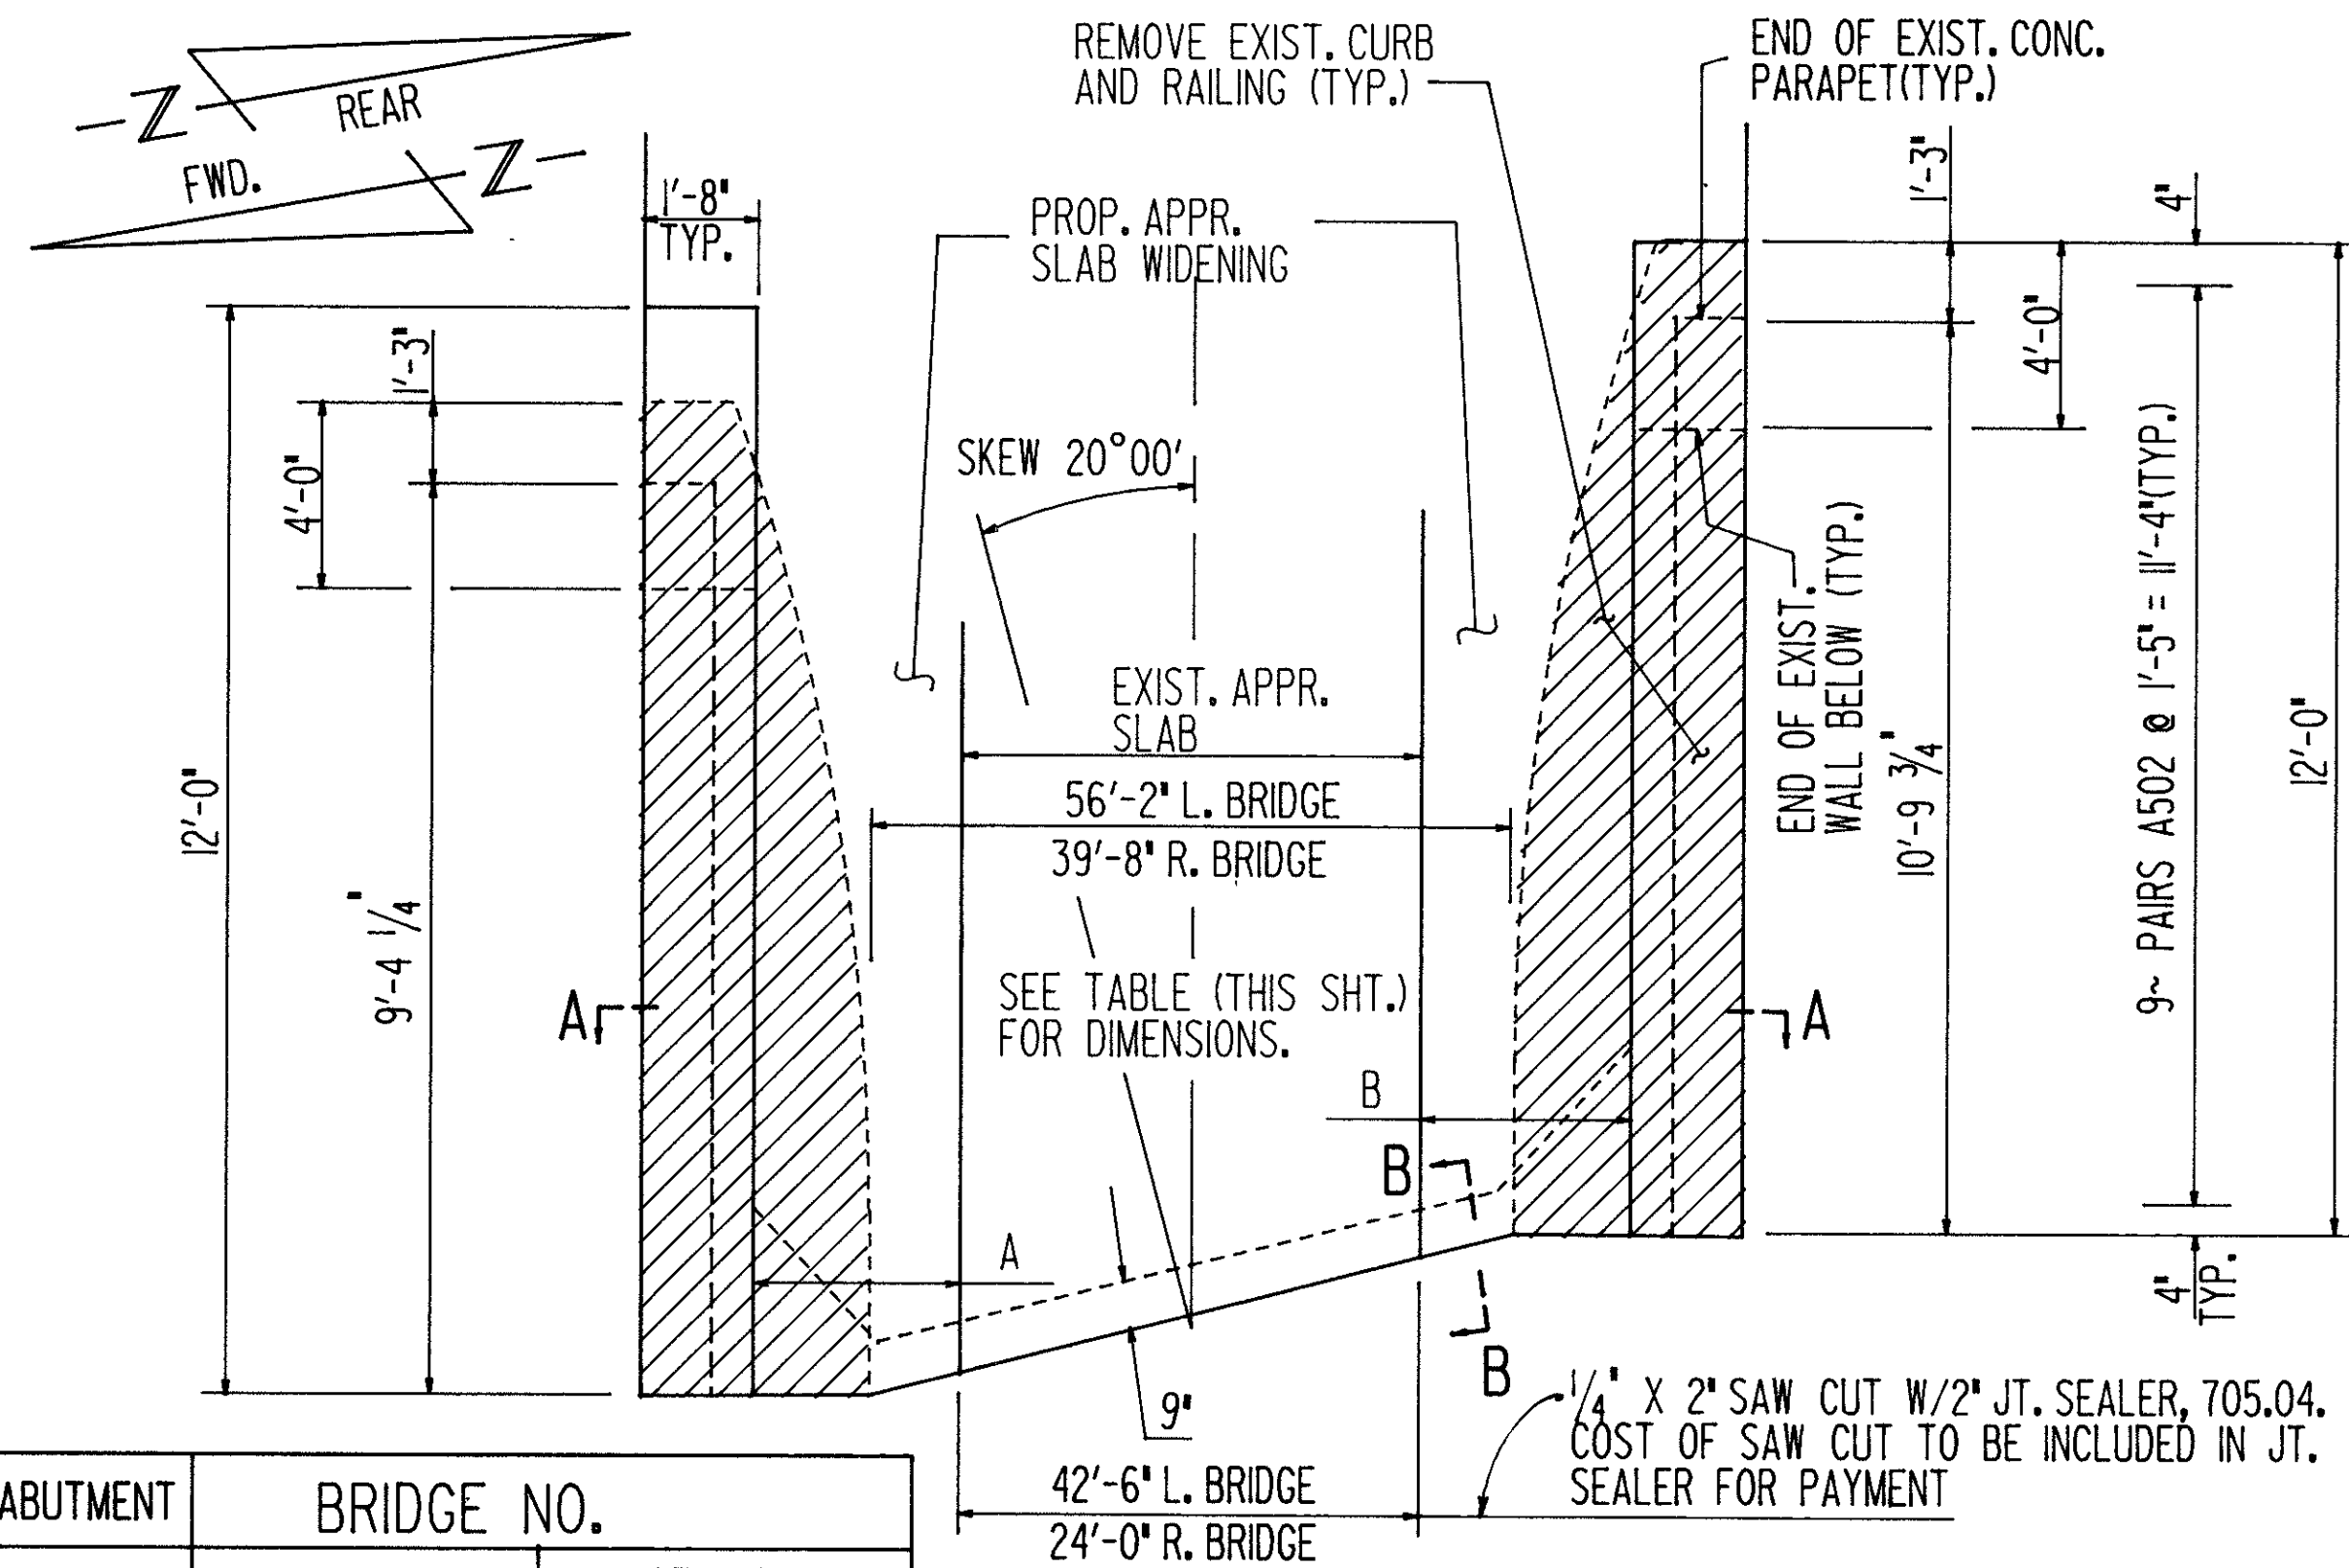 REMOVE EXIST. CURB
AND RAILING (TYP.)
END OF EXIST. CONC.
PARAPET(TYP.)
-Z-
REAR
FWD.
-Z-
1'-8"
TYP.
PROP. APPR.
SLAB WIDENING
1'-3"
4"
1'-3"
4'-0"
4'-0"
SKEW 20°00'
END OF EXIST.
WALL BELOW (TYP.)
9~ PAIRS A502 @ 1'-5" = 11'-4"(TYP.)
12'-0"
EXIST. APPR.
SLAB
12'-0"
56'-2" L. BRIDGE
39'-8" R. BRIDGE
10'-9 3/4"
9'-4 1/4"
SEE TABLE (THIS SHT.)
FOR DIMENSIONS.
A
A
B
B
A
4"
TYP.
B
9"
1/4" X 2" SAW CUT W/2" JT. SEALER, 705.04.
COST OF SAW CUT TO BE INCLUDED IN JT.
SEALER FOR PAYMENT
42'-6" L. BRIDGE
24'-0" R. BRIDGE
ABUTMENT
BRIDGE NO.